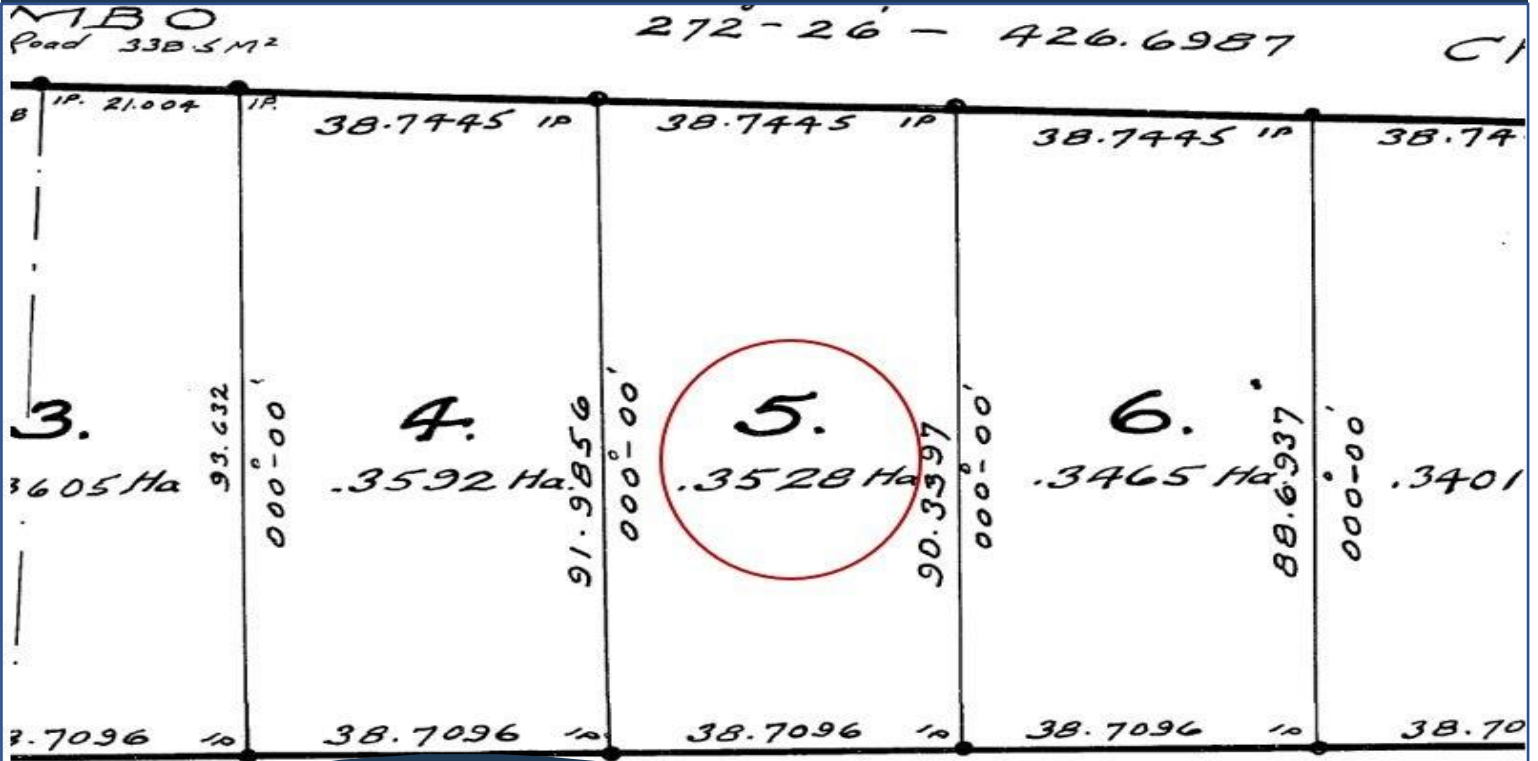 MBO
Road 338.5 M²
272°-26' - 426.6987
IP. 21.004 IP.
38.7445 IP
38.7445 IP
38.7445 IP
38.74
3.
3605 Ha
93.632
000°-00'
4.
.3592 Ha.
91.9856
000°-00'
5.
.3528 Ha
90.3397
000°-00'
6.
.3465 Ha
88.6937
000°-00'
.3401
3.7096 IP
38.7096 IP
38.7096 IP
38.7096 IP
38.70